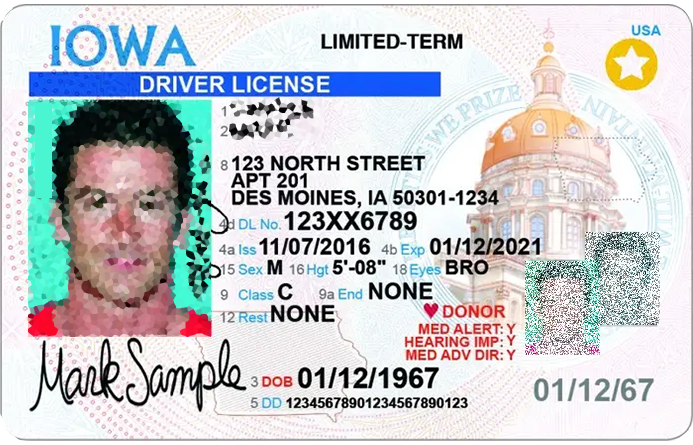 IOWA
LIMITED-TERM
USA
DRIVER LICENSE
1
2
8 123 NORTH STREET
APT 201
DES MOINES, IA 50301-1234
4d DL No. 123XX6789
4a Iss 11/07/2016 4b Exp 01/12/2021
15 Sex M 16 Hgt 5'-08" 18 Eyes BRO
9 Class C 9a End NONE
12 Rest NONE
DONOR
MED ALERT: Y
HEARING IMP: Y
MED ADV DIR: Y
Mark Sample
3 DOB 01/12/1967
01/12/67
5 DD 12345678901234567890123
WE PRIZE